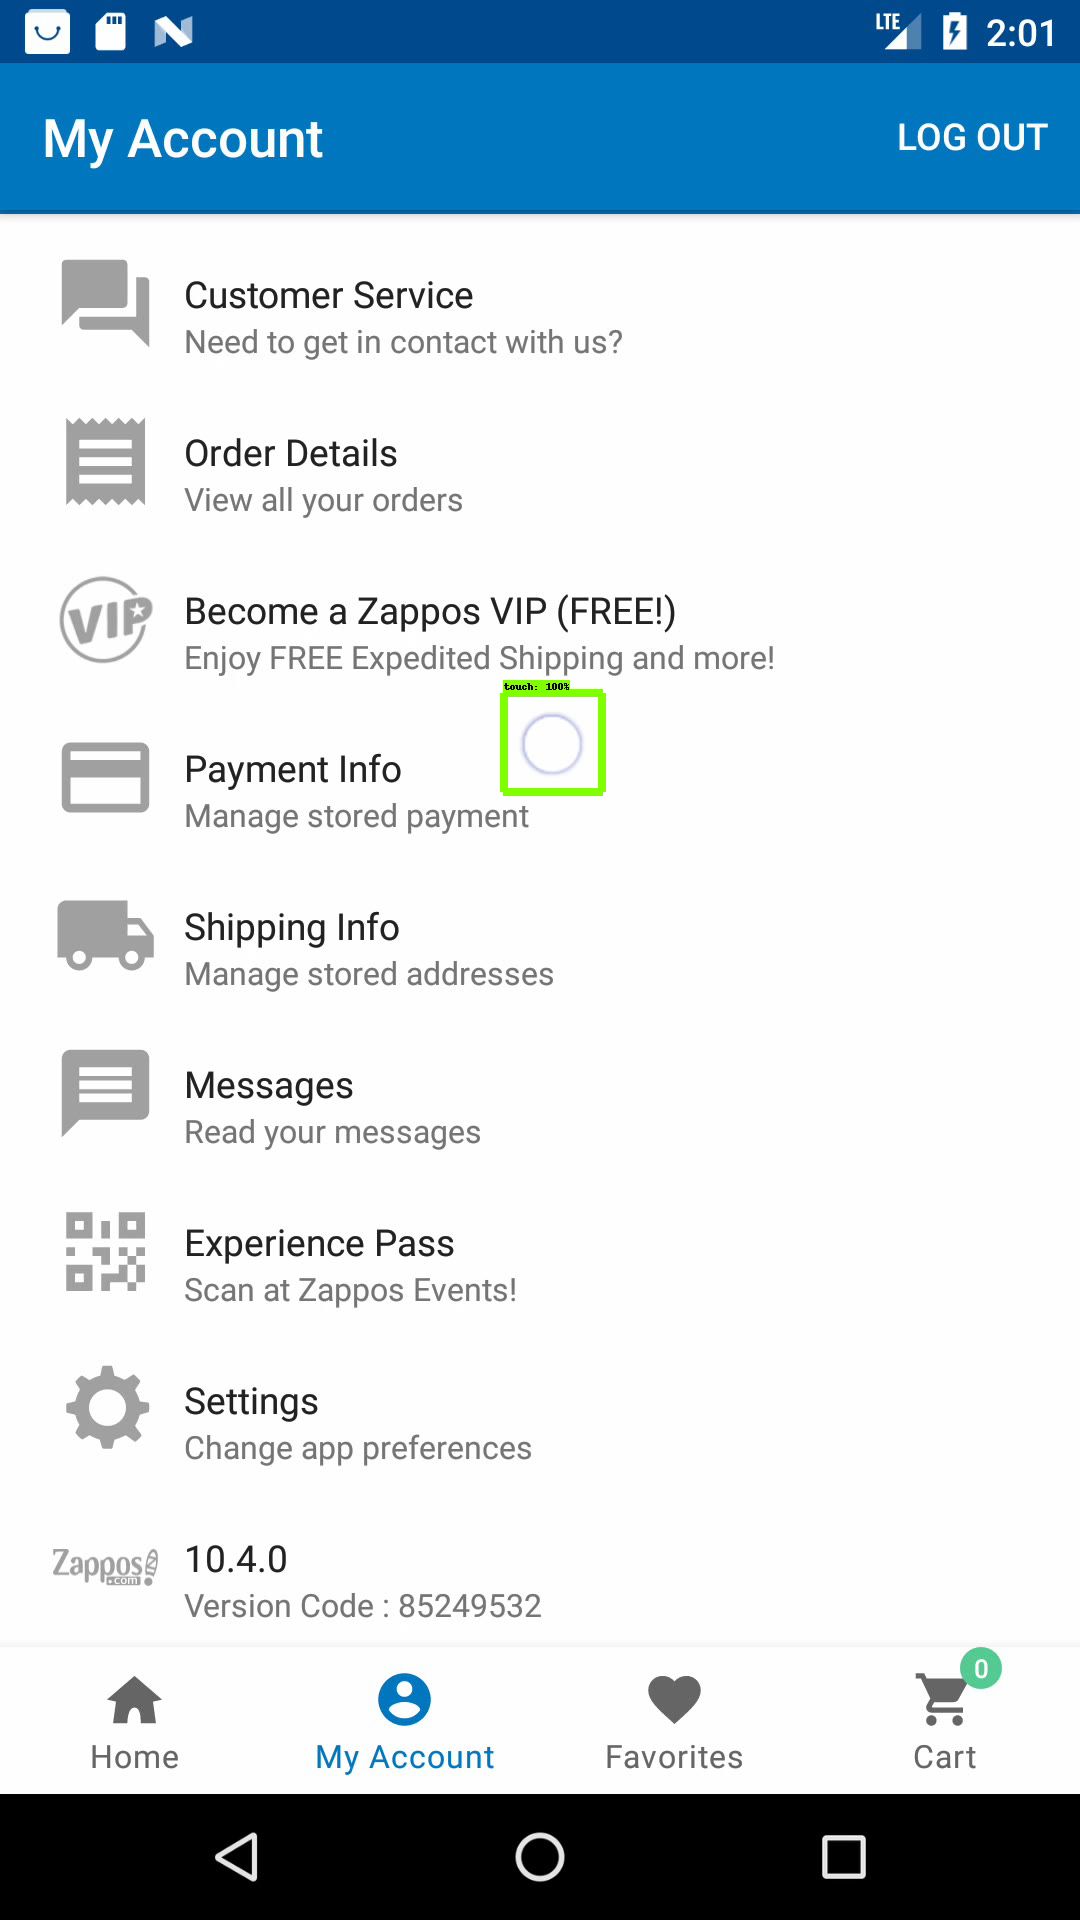 LTE 2:01
My Account LOG OUT
Customer Service
Need to get in contact with us?
Order Details
View all your orders
VIP
Become a Zappos VIP (FREE!)
Enjoy FREE Expedited Shipping and more!
touch: 100%
Payment Info
Manage stored payment
Shipping Info
Manage stored addresses
Messages
Read your messages
Experience Pass
Scan at Zappos Events!
Settings
Change app preferences
Zappos
.com
10.4.0
Version Code : 85249532
0
Home My Account Favorites Cart